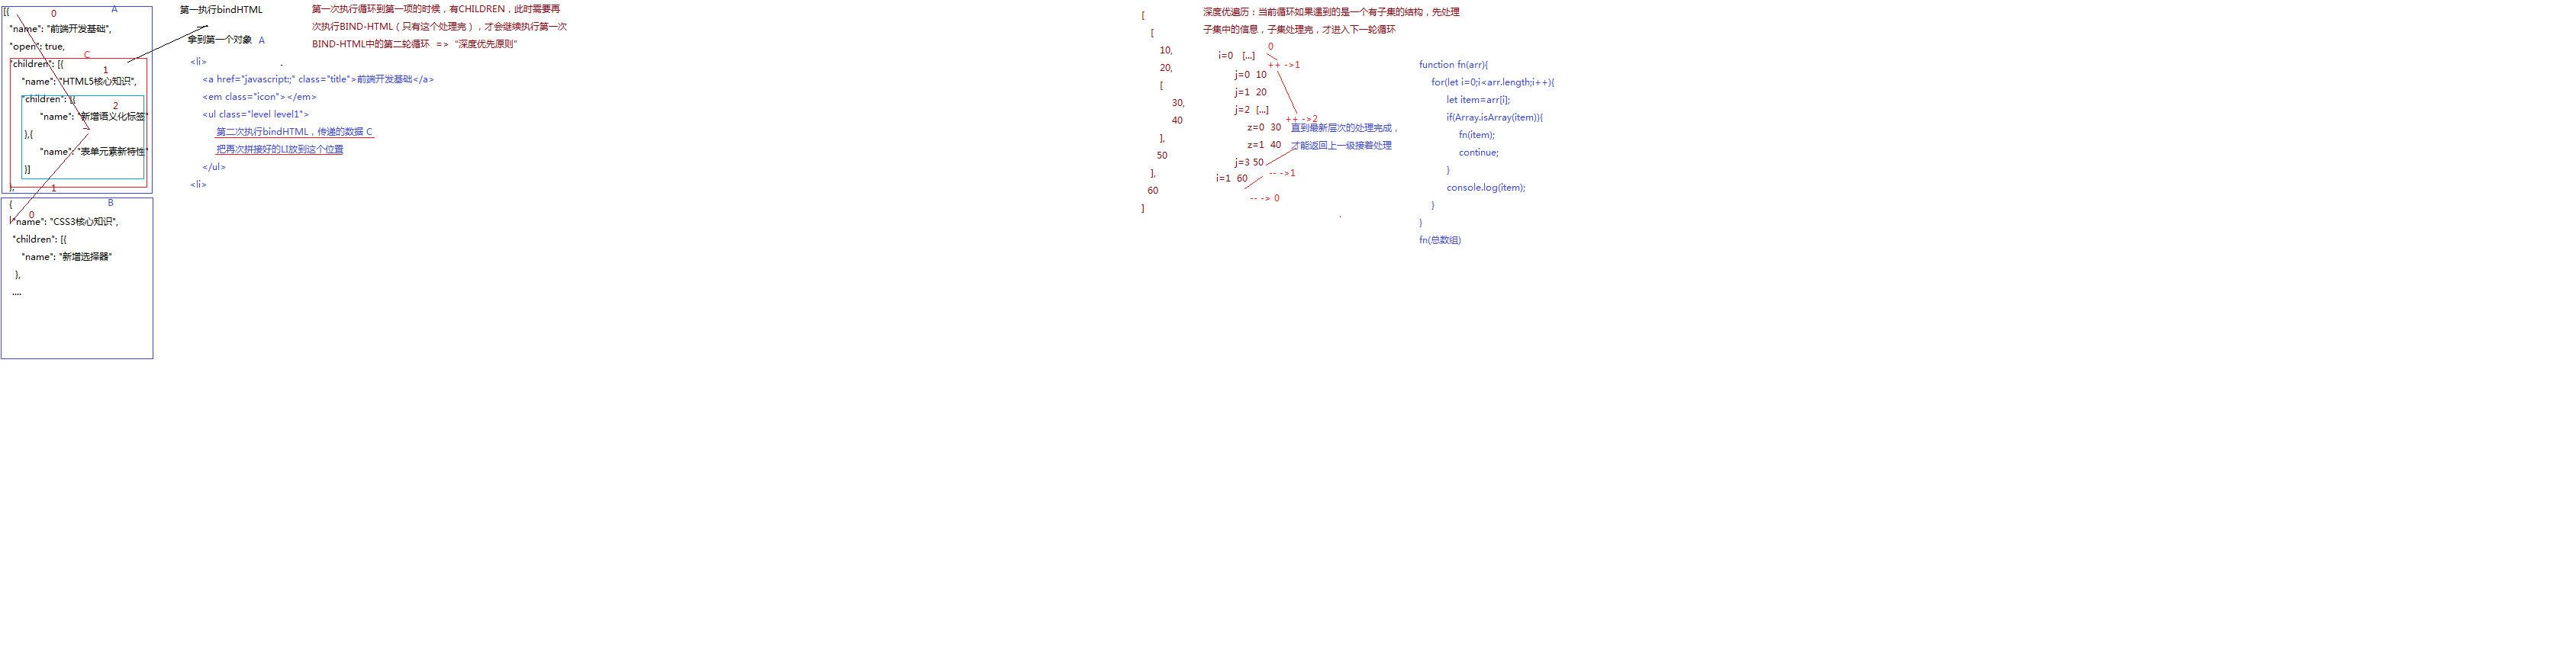 [{
0
A
"name": "前端开发基础",
"open": true,
C
"children": [{
1
"name": "HTML5核心知识",
"children": [{
2
"name": "新增语义化标签"
},{
"name": "表单元素新特性"
}]
},
1
B
{
0
"name": "CSS3核心知识",
"children": [{
"name": "新增选择器"
},
....
第一执行bindHTML
拿到第一个对象 A
<li>
<a href="javascript:;" class="title">前端开发基础</a>
<em class="icon"></em>
<ul class="level level1">
第二次执行bindHTML，传递的数据 C
把再次拼接好的LI放到这个位置
</ul>
<li>
第一次执行循环到第一项的时候，有CHILDREN，此时需要再
次执行BIND-HTML（只有这个处理完），才会继续执行第一次
BIND-HTML中的第二轮循环 =>“深度优先原则”
[
[
10,
20,
[
30,
40
],
50
],
60
]
深度优遍历：当前循环如果遇到的是一个有子集的结构，先处理
子集中的信息，子集处理完，才进入下一轮循环
0
i=0 [...]
++ ->1
j=0 10
j=1 20
j=2 [...]
++ ->2
z=0 30
z=1 40
j=3 50
-- ->1
i=1 60
-- -> 0
直到最新层次的处理完成，
才能返回上一级接着处理
function fn(arr){
for(let i=0;i<arr.length;i++){
let item=arr[i];
if(Array.isArray(item)){
fn(item);
continue;
}
console.log(item);
}
}
fn(总数组)